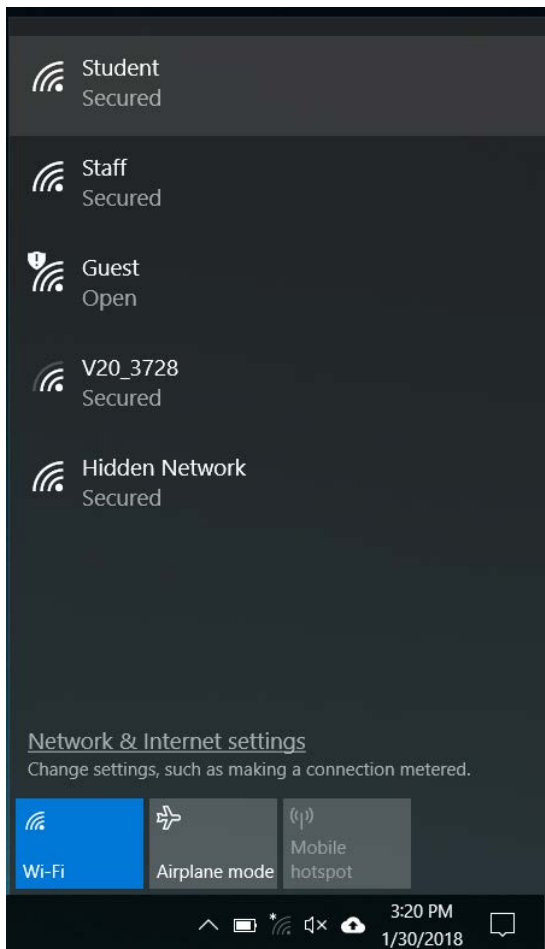 Student
Secured
Staff
Secured
Guest
Open
V20_3728
Secured
Hidden Network
Secured
Network & Internet settings
Change settings, such as making a connection metered.
Wi-Fi
Airplane mode
Mobile
hotspot
3:20 PM
1/30/2018